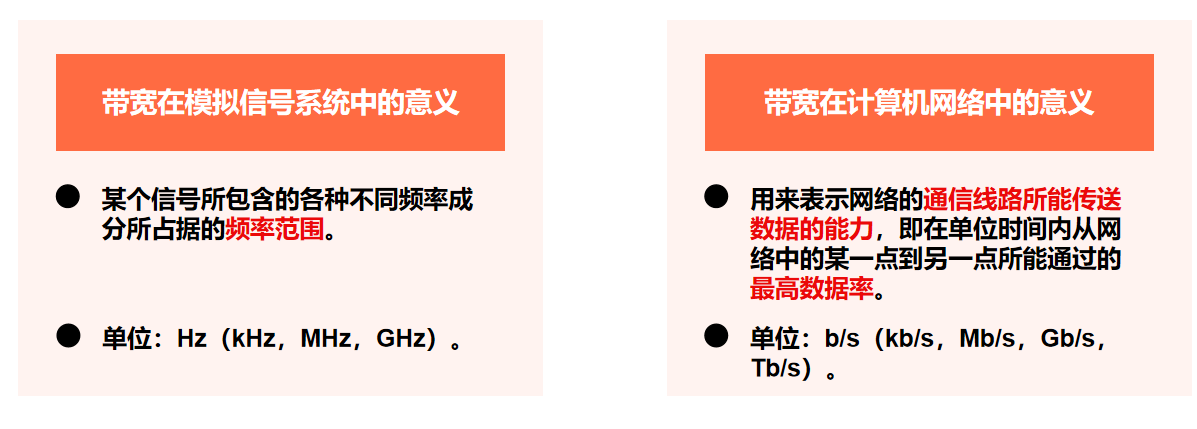 带宽在模拟信号系统中的意义
● 某个信号所包含的各种不同频率成
分所占据的频率范围。
● 单位：Hz（kHz，MHz，GHz）。
带宽在计算机网络中的意义
● 用来表示网络的通信线路所能传送
数据的能力，即在单位时间内从网
络中的某一点到另一点所能通过的
最高数据率。
● 单位：b/s（kb/s，Mb/s，Gb/s，
Tb/s）。